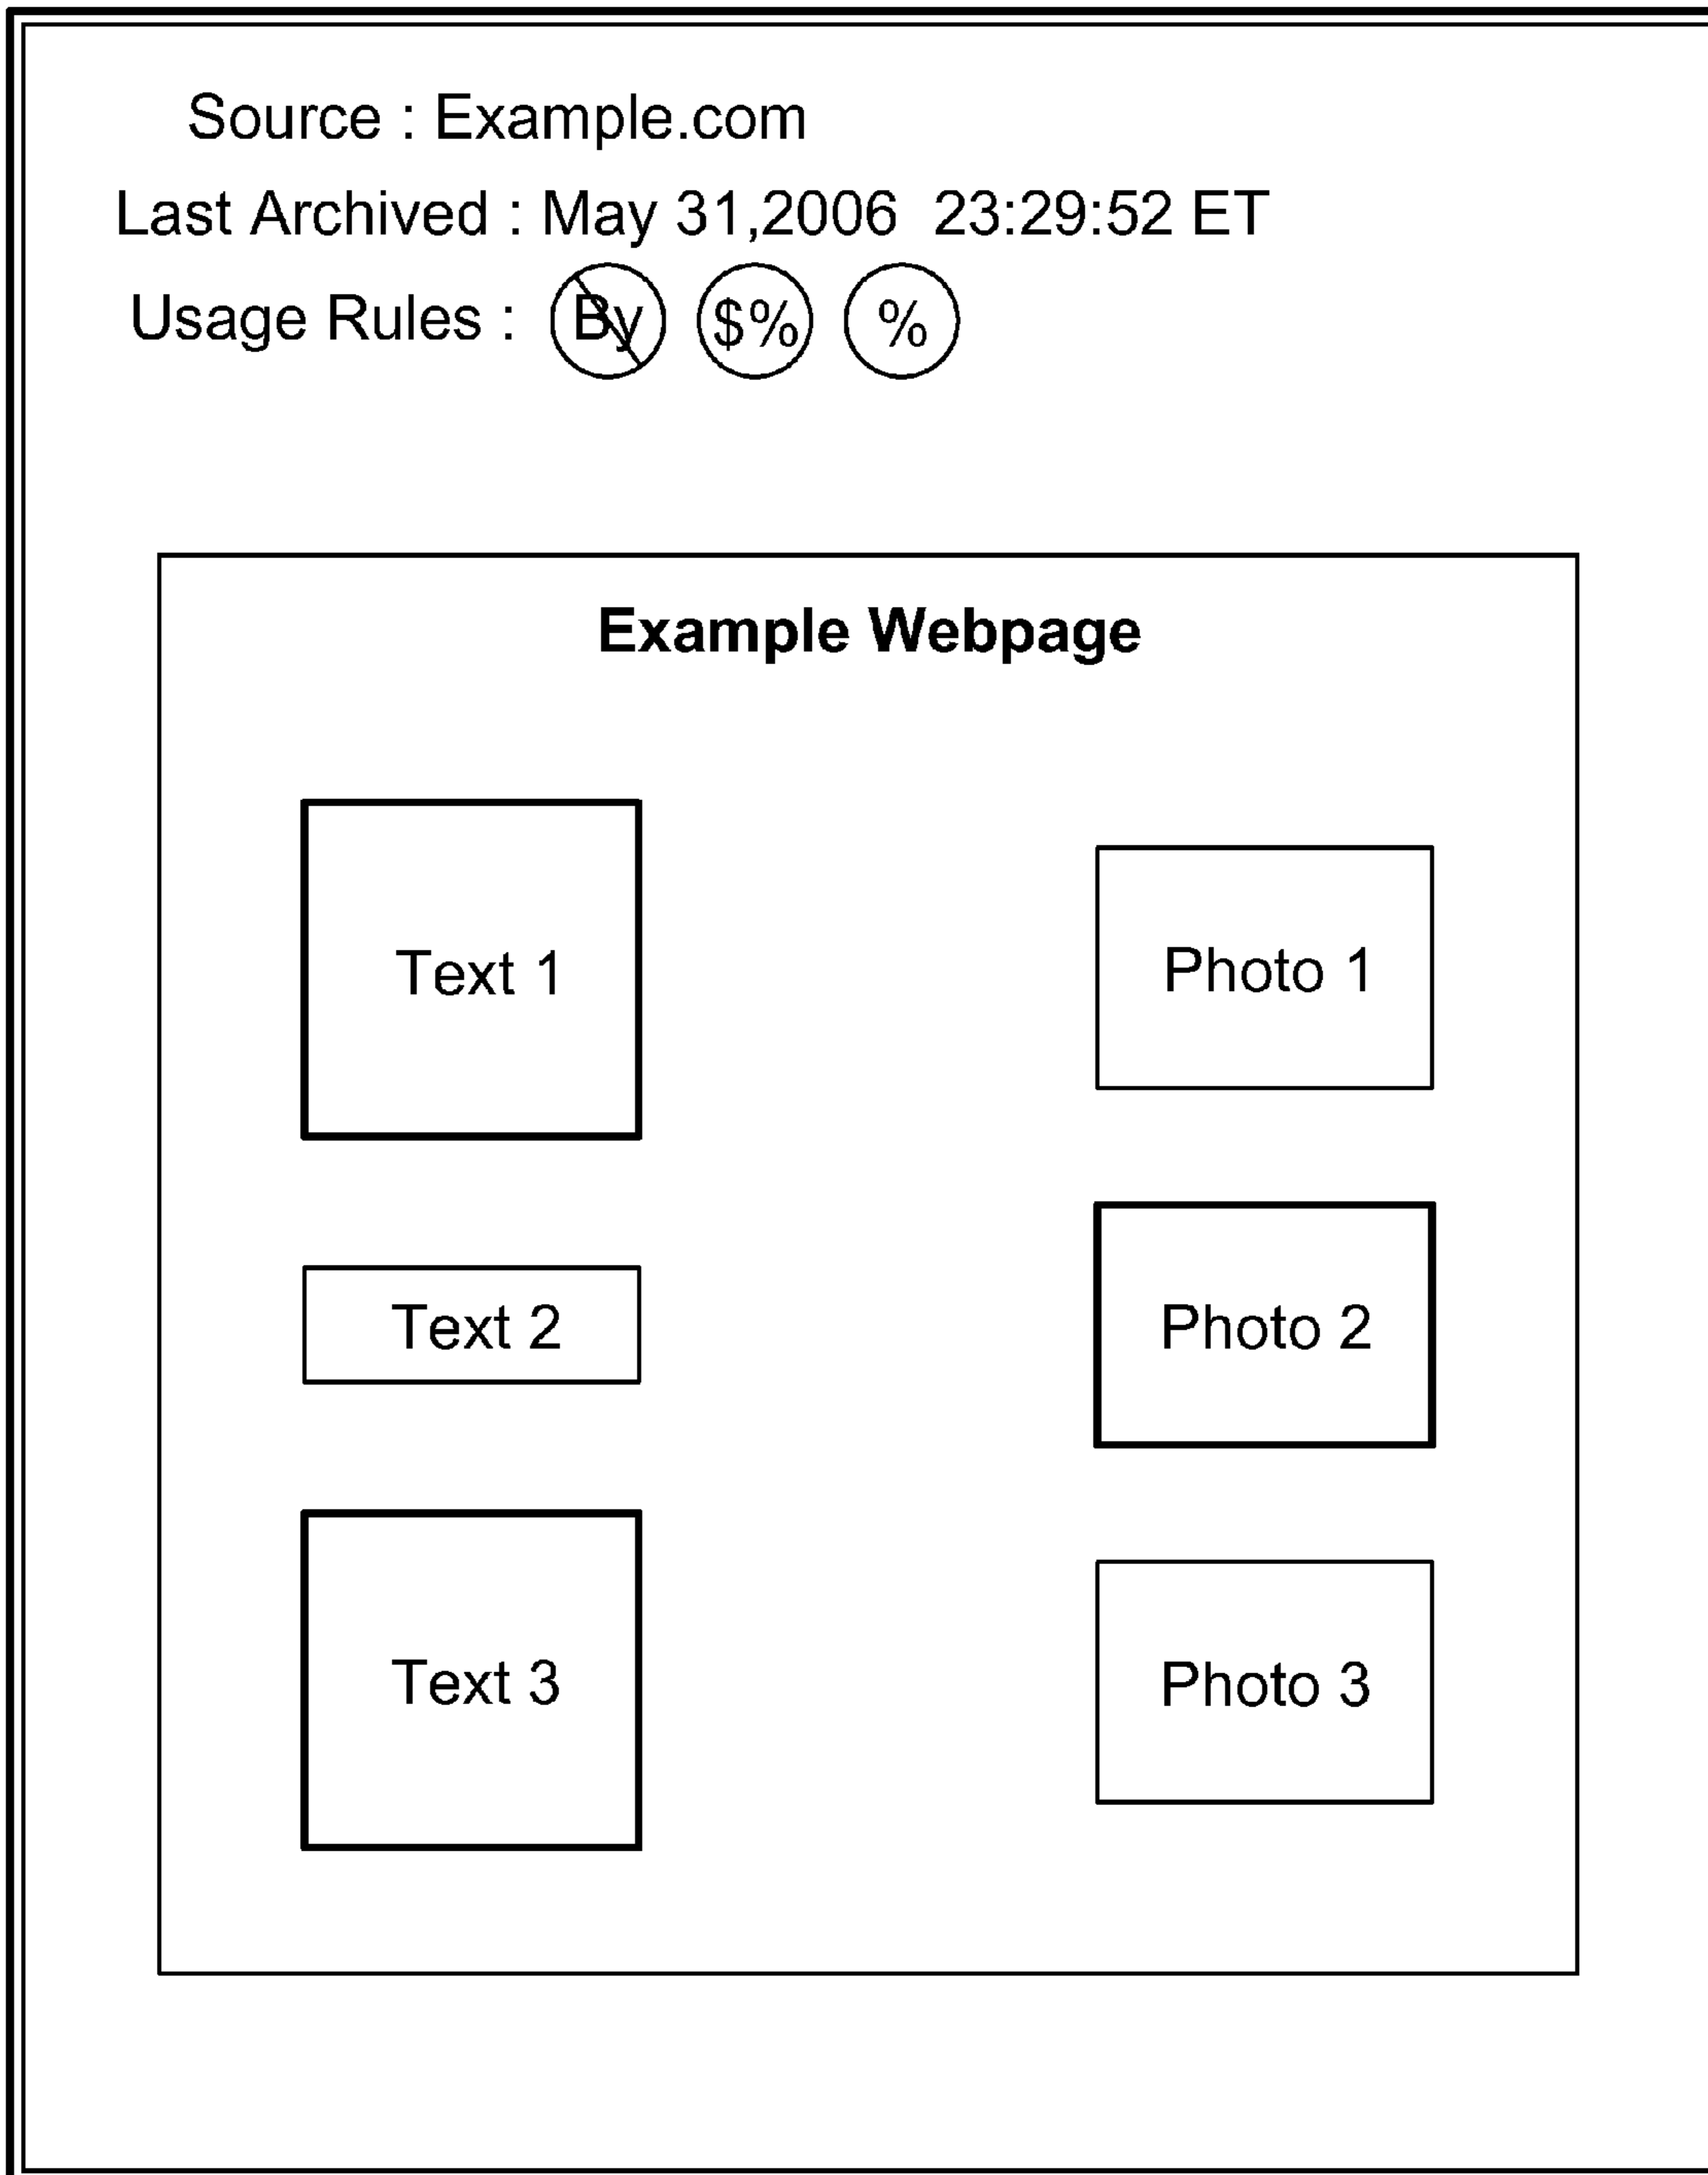 Source : Example.com
Last Archived : May 31,2006 23:29:52 ET
Usage Rules : By $% %
Example Webpage
Text 1
Photo 1
Text 2
Photo 2
Text 3
Photo 3